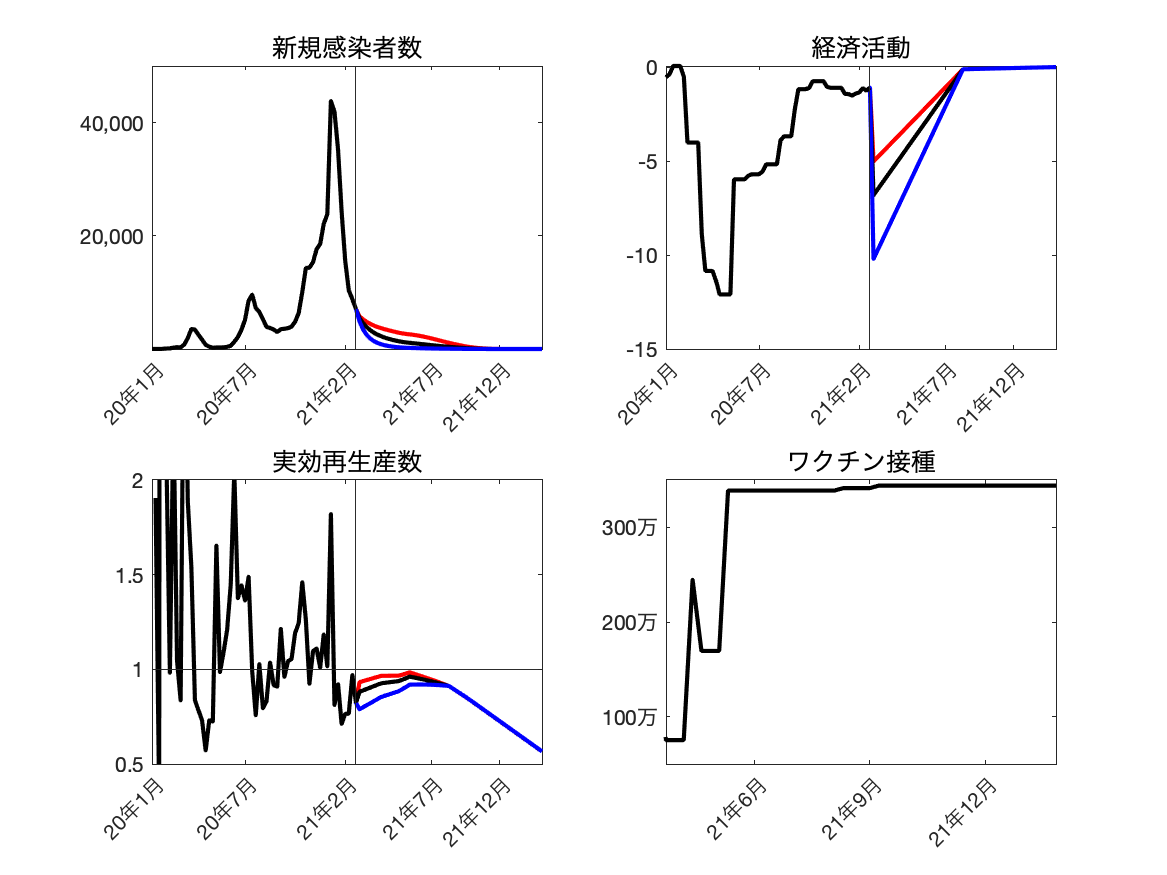 新規感染者数
40,000
20,000
20年1月
20年7月
21年2月
21年7月
21年12月
経済活動
0
-5
-10
-15
20年1月
20年7月
21年2月
21年7月
21年12月
実効再生産数
2
1.5
1
0.5
20年1月
20年7月
21年2月
21年7月
21年12月
ワクチン接種
300万
200万
100万
21年6月
21年9月
21年12月